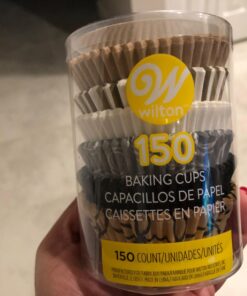 W
wilton
150
BAKING CUPS
CAPACILLOS DE PAPEL
CAISSETTES EN PAPIER
150 COUNT/UNIDADES/UNITÉS